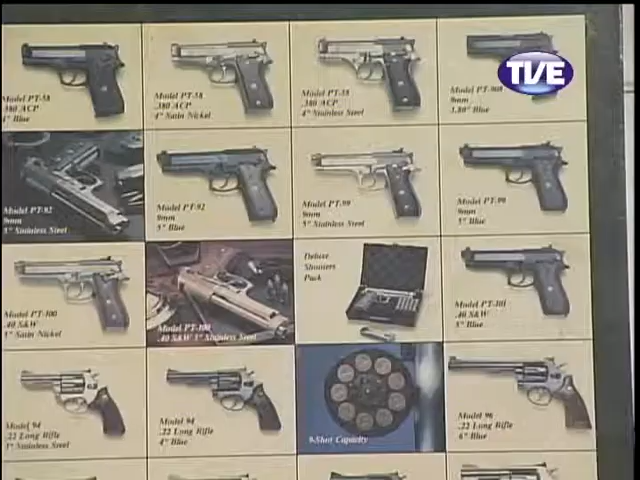 TVE
Model PT-58
.380 ACP
4" Blue
Model PT-58
.380 ACP
4" Satin Nickel
Model PT-58
.380 ACP
4" Stainless Steel
Model PT-908
9mm
3.80" Blue
Model PT-92
9mm
5" Stainless Steel
Model PT-92
9mm
5" Blue
Model PT-99
9mm
5" Stainless Steel
Model PT-99
9mm
5" Blue
Model PT-100
.40 S&W
5" Satin Nickel
Model PT-100
.40 S&W 5" Stainless Steel
Deluxe
Shooters
Pack
Model PT-101
.40 S&W
5" Blue
Model 94
.22 Long Rifle
Stainless Steel
Model 94
.22 Long Rifle
4" Blue
9-Shot Capacity
Model 96
.22 Long Rifle
6" Blue